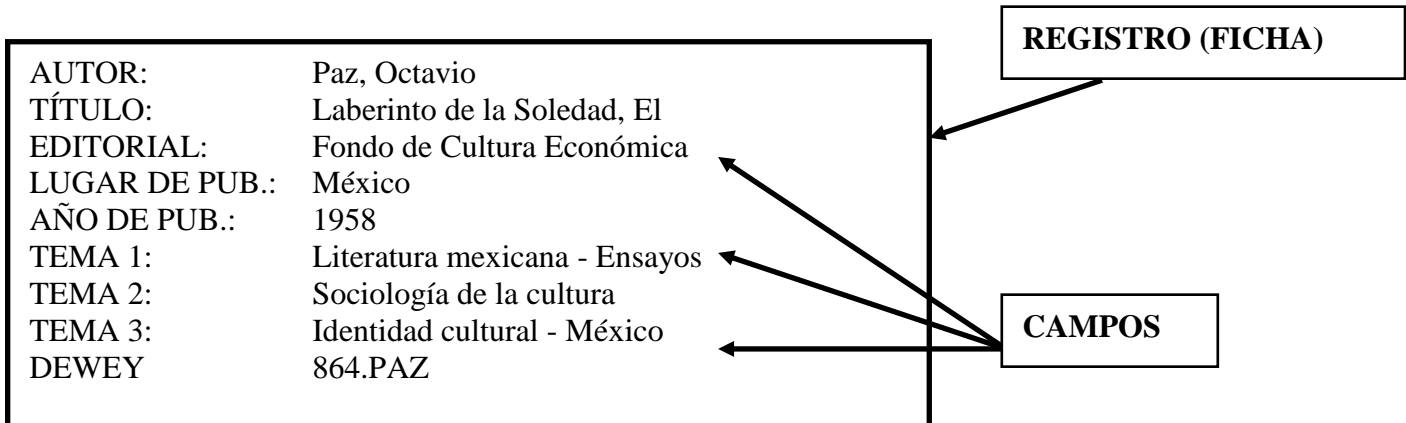 REGISTRO (FICHA)
AUTOR: Paz, Octavio
TÍTULO: Laberinto de la Soledad, El
EDITORIAL: Fondo de Cultura Económica
LUGAR DE PUB.: México
AÑO DE PUB.: 1958
TEMA 1: Literatura mexicana - Ensayos
TEMA 2: Sociología de la cultura
TEMA 3: Identidad cultural - México
DEWEY 864.PAZ
CAMPOS